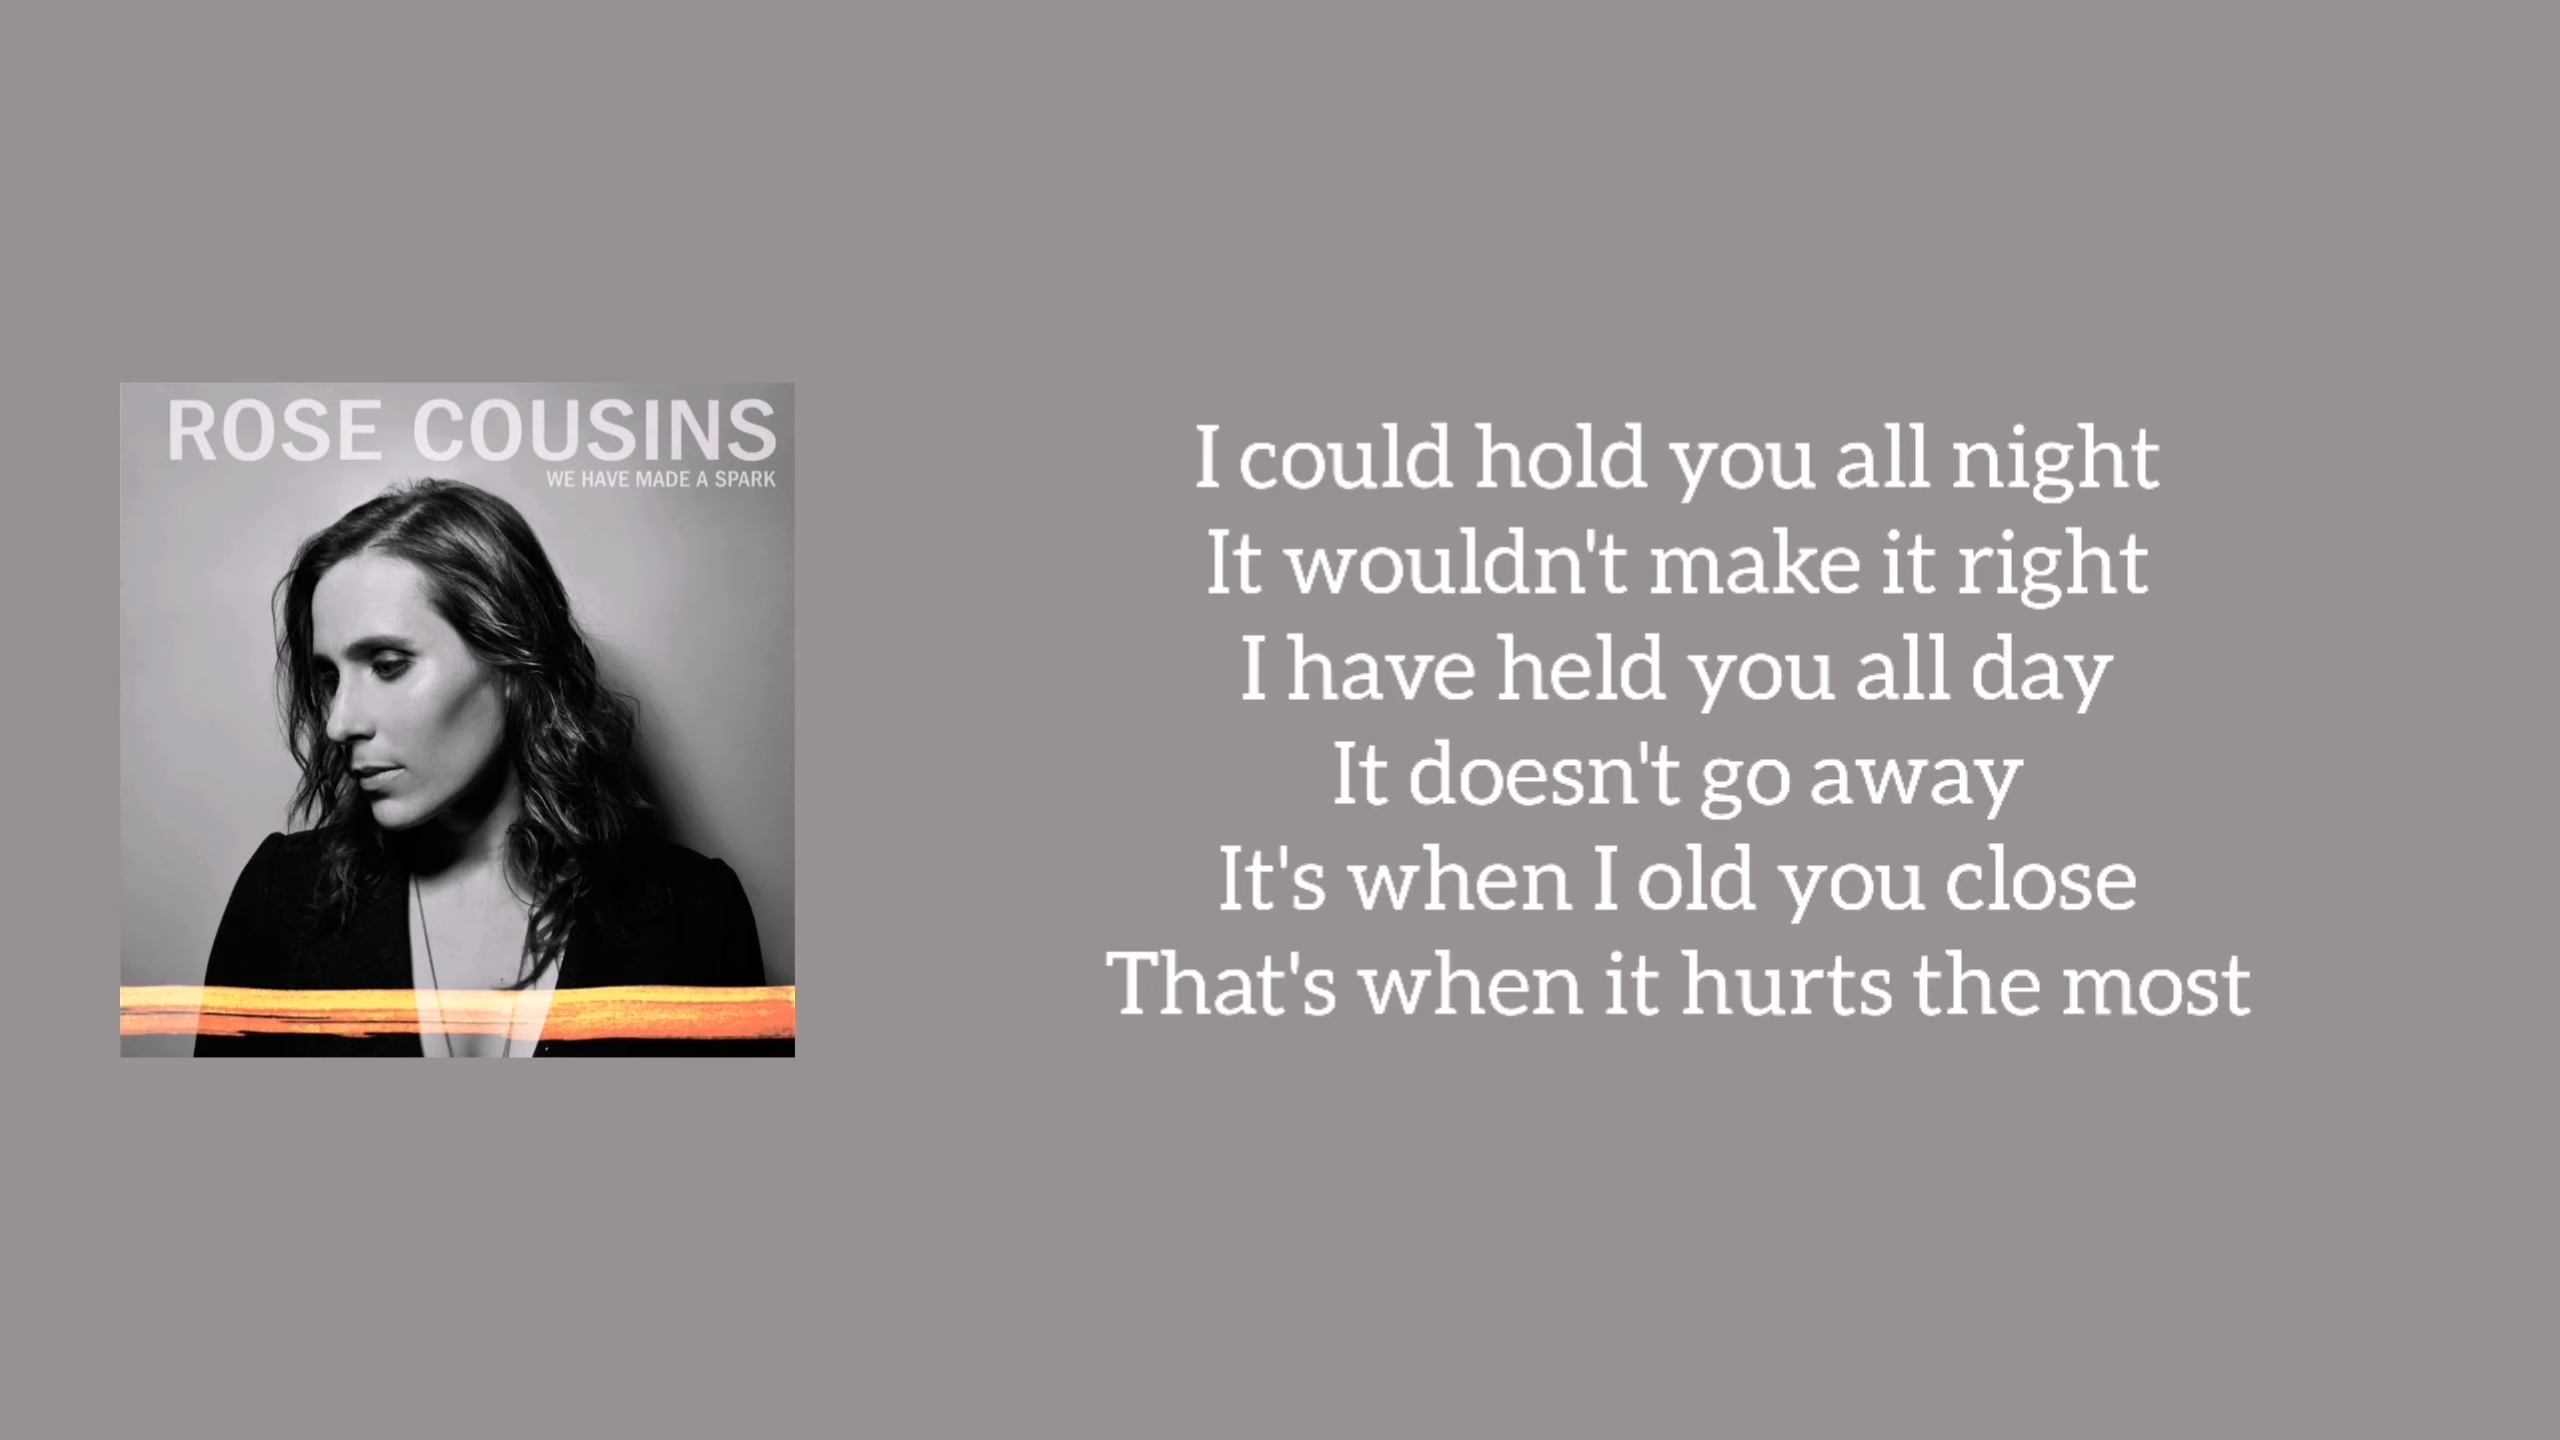 ROSE COUSINS
WE HAVE MADE A SPARK
I could hold you all night
It wouldn't make it right
I have held you all day
It doesn't go away
It's when I old you close
That's when it hurts the most